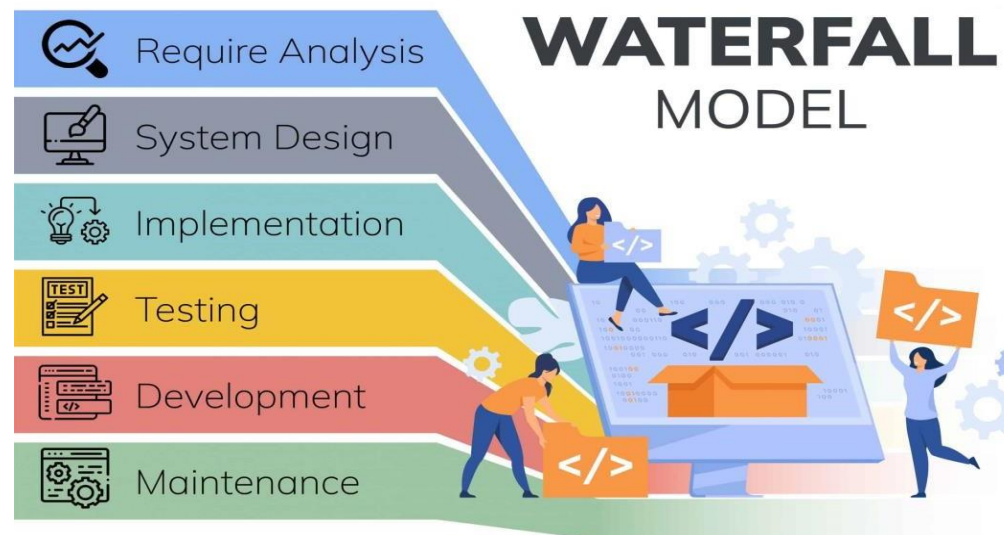 WATERFALL
MODEL
Require Analysis
System Design
Implementation
TEST
Testing
Development
Maintenance
</>
</>
</>
</>